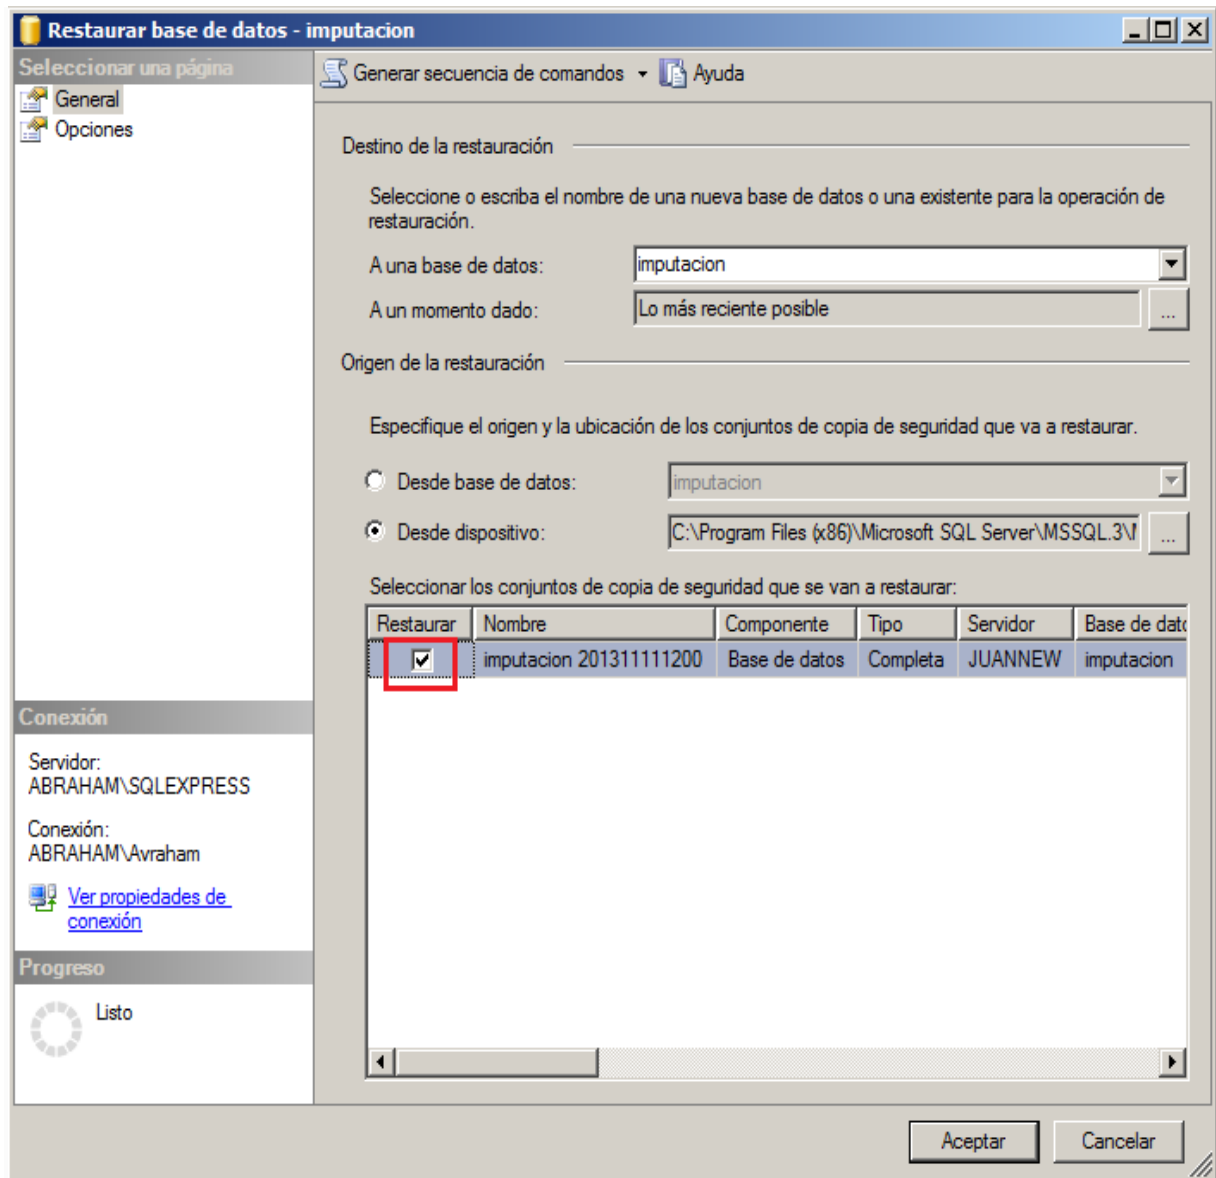 Restaurar base de datos - imputacion
Seleccionar una página
General
Opciones
Generar secuencia de comandos
Ayuda
Destino de la restauración
Seleccione o escriba el nombre de una nueva base de datos o una existente para la operación de
restauración.
A una base de datos:
imputacion
A un momento dado:
Lo más reciente posible
...
Origen de la restauración
Especifique el origen y la ubicación de los conjuntos de copia de seguridad que va a restaurar.
Desde base de datos:
imputacion
Desde dispositivo:
C:\Program Files (x86)\Microsoft SQL Server\MSSQL.3\
...
Seleccionar los conjuntos de copia de seguridad que se van a restaurar:
Restaurar Nombre Componente Tipo Servidor Base de dato
imputacion 201311111200 Base de datos Completa JUANNEW imputacion
Conexión
Servidor:
ABRAHAM\SQLEXPRESS
Conexión:
ABRAHAM\Avraham
Ver propiedades de
conexión
Progreso
Listo
Aceptar Cancelar